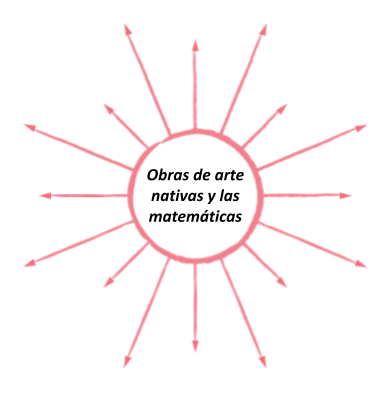 Obras de arte
nativas y las
matemáticas